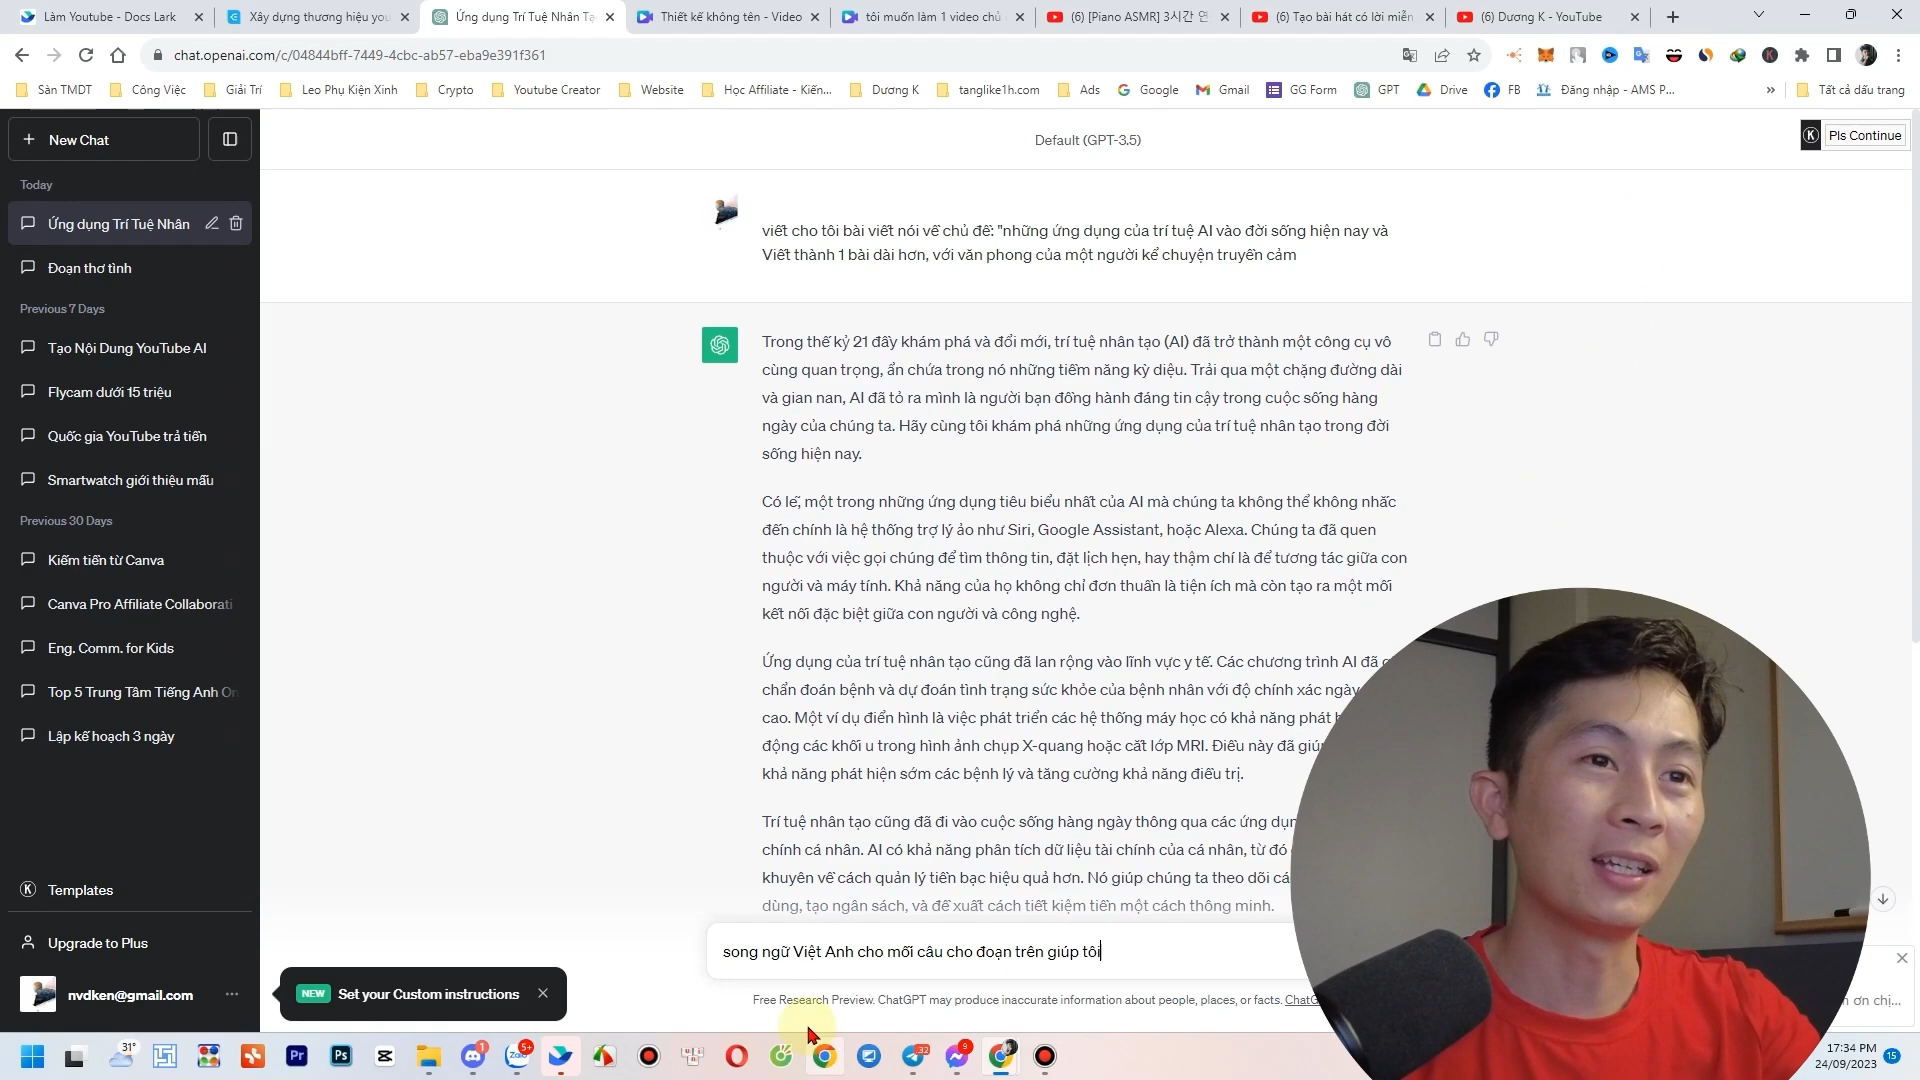 Làm Youtube - Docs Lark
Xây dựng thương hiệu you
Ứng dụng Trí Tuệ Nhân Tạ
Thiết kế không tên - Video
tôi muốn làm 1 video chủ
(6) [Piano ASMR] 3시간 연
(6) Tạo bài hát có lời miễn
(6) Dương K - YouTube
chat.openai.com/c/04844bff-7449-4cbc-ab57-eba9e391f361
Sàn TMDT
Công Việc
Giải Trí
Leo Phụ Kiện Xinh
Crypto
Youtube Creator
Website
Học Affiliate - Kiến...
Dương K
tanglike1h.com
Ads
Google
Gmail
GG Form
GPT
Drive
FB
Đăng nhập - AMS P...
Tất cả dấu trang
New Chat
Default (GPT-3.5)
Pls Continue
Today
Ứng dụng Trí Tuệ Nhân
Đoạn thơ tình
Previous 7 Days
Tạo Nội Dung YouTube AI
Flycam dưới 15 triệu
Quốc gia YouTube trả tiền
Smartwatch giới thiệu mẫu
Previous 30 Days
Kiếm tiền từ Canva
Canva Pro Affiliate Collaborati
Eng. Comm. for Kids
Top 5 Trung Tâm Tiếng Anh On
Lập kế hoạch 3 ngày
Templates
Upgrade to Plus
nvdken@gmail.com
viết cho tôi bài viết nói về chủ đề: "những ứng dụng của trí tuệ AI vào đời sống hiện nay và
Viết thành 1 bài dài hơn, với văn phong của một người kể chuyện truyền cảm
Trong thế kỷ 21 đầy khám phá và đổi mới, trí tuệ nhân tạo (AI) đã trở thành một công cụ vô
cùng quan trọng, ẩn chứa trong nó những tiềm năng kỳ diệu. Trải qua một chặng đường dài
và gian nan, AI đã tỏ ra mình là người bạn đồng hành đáng tin cậy trong cuộc sống hàng
ngày của chúng ta. Hãy cùng tôi khám phá những ứng dụng của trí tuệ nhân tạo trong đời
sống hiện nay.
Có lẽ, một trong những ứng dụng tiêu biểu nhất của AI mà chúng ta không thể không nhắc
đến chính là hệ thống trợ lý ảo như Siri, Google Assistant, hoặc Alexa. Chúng ta đã quen
thuộc với việc gọi chúng để tìm thông tin, đặt lịch hẹn, hay thậm chí là để tương tác giữa con
người và máy tính. Khả năng của họ không chỉ đơn thuần là tiện ích mà còn tạo ra một mối
kết nối đặc biệt giữa con người và công nghệ.
Ứng dụng của trí tuệ nhân tạo cũng đã lan rộng vào lĩnh vực y tế. Các chương trình AI đã
chẩn đoán bệnh và dự đoán tình trạng sức khỏe của bệnh nhân với độ chính xác ngày
cao. Một ví dụ điển hình là việc phát triển các hệ thống máy học có khả năng phát
động các khối u trong hình ảnh chụp X-quang hoặc cắt lớp MRI. Điều này đã giúp
khả năng phát hiện sớm các bệnh lý và tăng cường khả năng điều trị.
Trí tuệ nhân tạo cũng đã đi vào cuộc sống hàng ngày thông qua các ứng dụn
chính cá nhân. AI có khả năng phân tích dữ liệu tài chính của cá nhân, từ đó
khuyên về cách quản lý tiền bạc hiệu quả hơn. Nó giúp chúng ta theo dõi cá
dùng, tạo ngân sách, và đề xuất cách tiết kiệm tiền một cách thông minh.
song ngữ Việt Anh cho mỗi câu cho đoạn trên giúp tôi
NEW Set your Custom instructions
Free Research Preview. ChatGPT may produce inaccurate information about people, places, or facts. ChatG
ơn chị...
31°
Pr
Ps
1
Zalo
5+
32
9
17:34 PM
24/09/2023
15